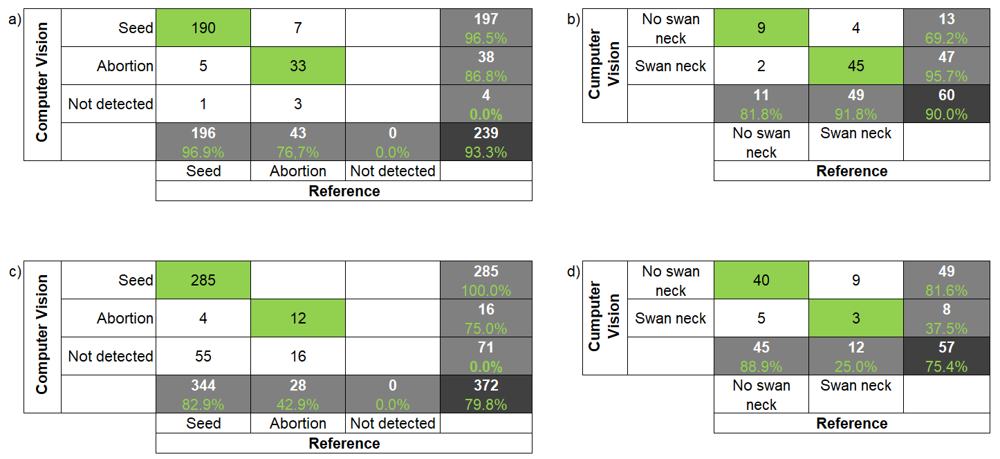 a)
Computer Vision
Seed 190 7 197
96.5%
Abortion 5 33 38
86.8%
Not detected 1 3 4
0.0%
196 43 0 239
96.9% 76,7% 0.0% 93.3%
Seed Abortion Not detected
Reference
b)
Cumputer
Vision
No swan
neck
9 4 13
69.2%
Swan neck 2 45 47
95.7%
11 49 60
81.8% 91.8% 90.0%
No swan
neck
Swan neck
Reference
c)
Computer Vision
Seed 285 285
100.0%
Abortion 4 12 16
75.0%
Not detected 55 16 71
0.0%
344 28 0 372
82.9% 42.9% 0.0% 79.8%
Seed Abortion Not detected
Reference
d)
Cumputer
Vision
No swan
neck
40 9 49
81.6%
Swan neck 5 3 8
37.5%
45 12 57
88.9% 25.0% 75.4%
No swan
neck
Swan neck
Reference